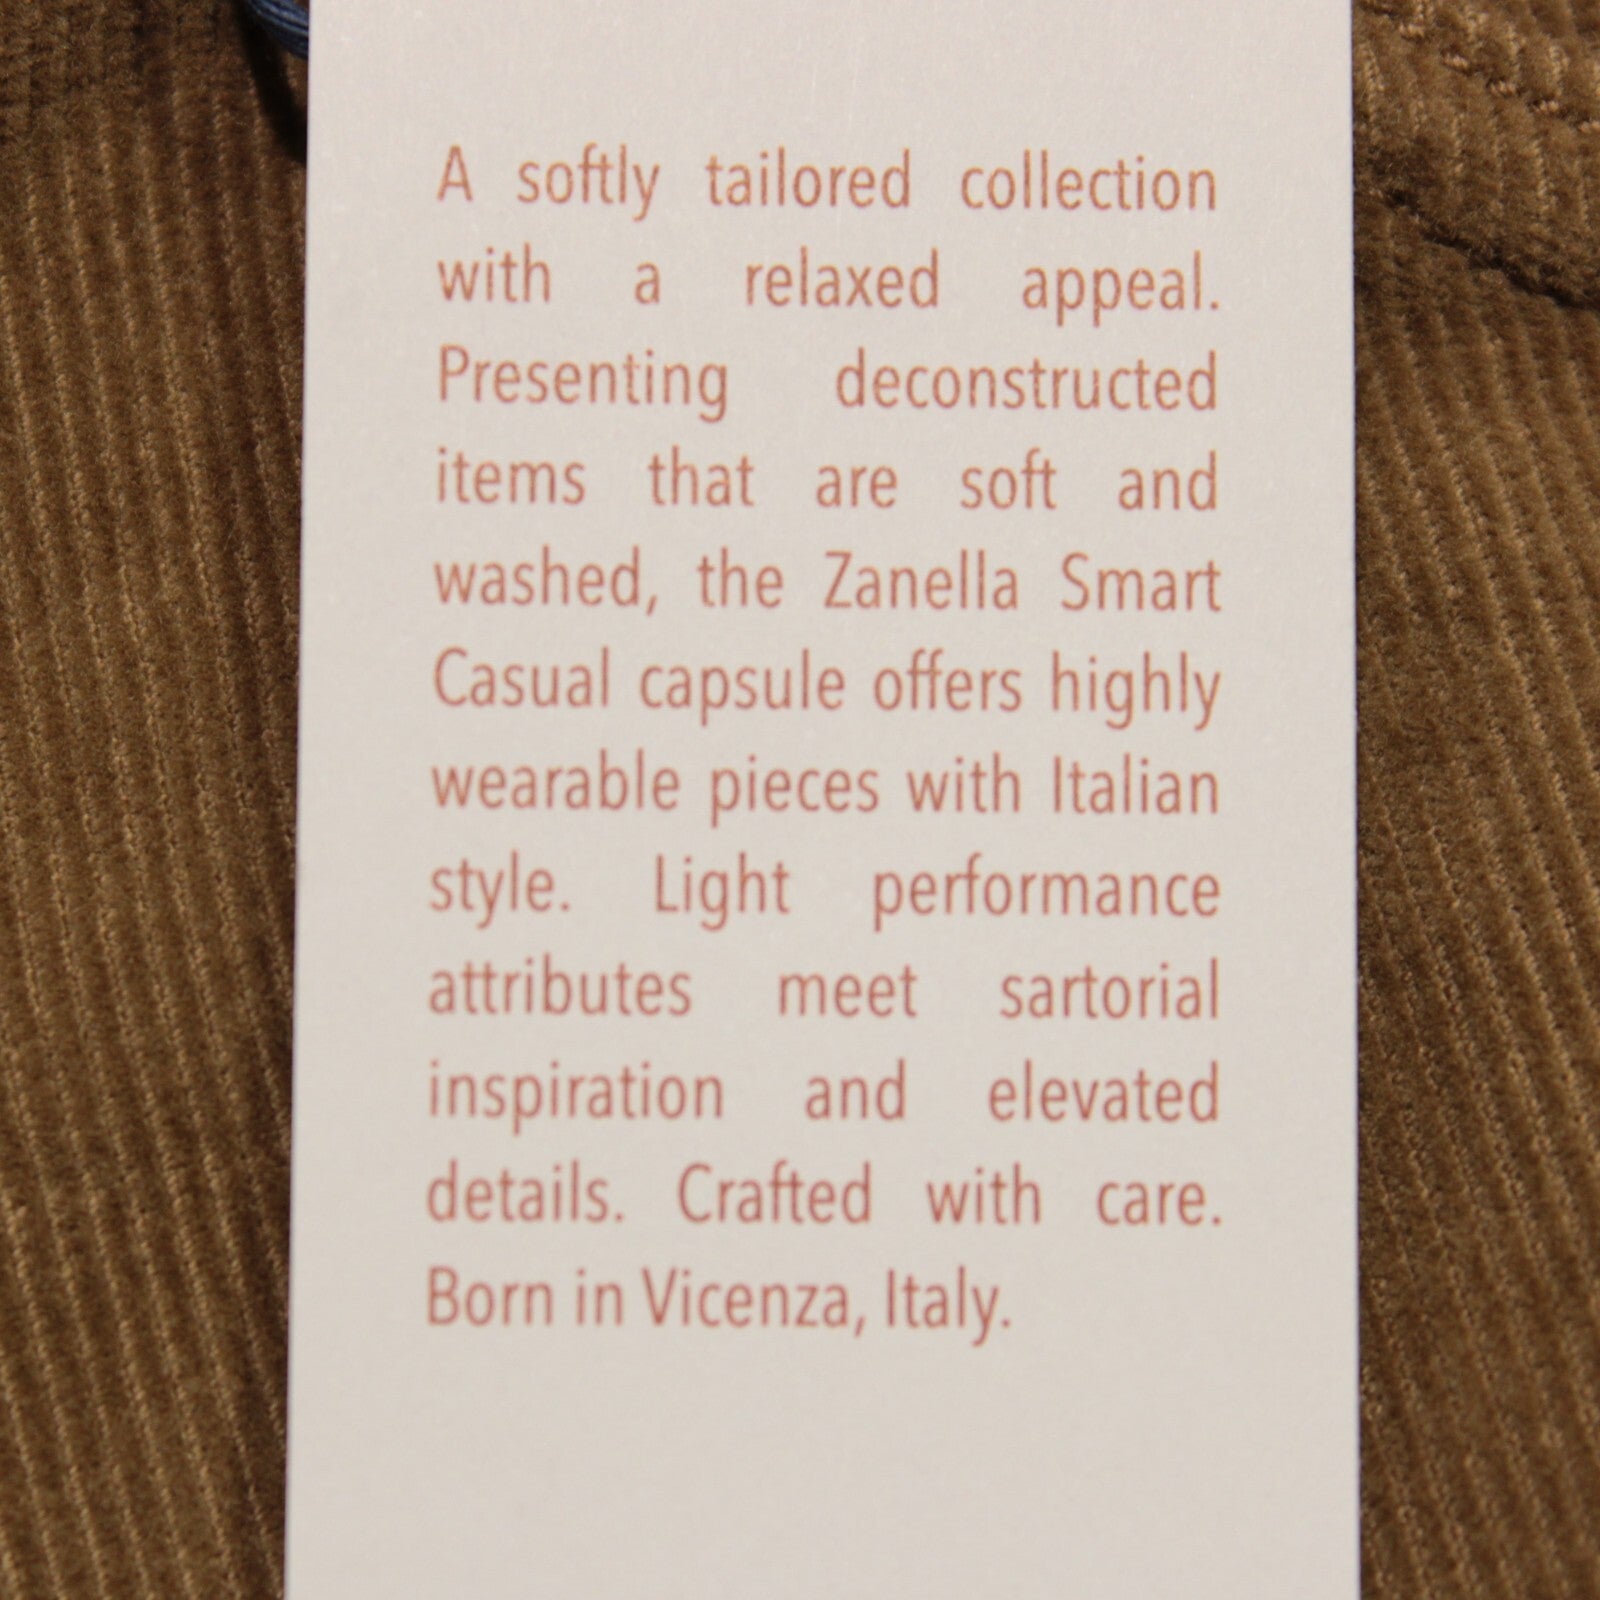 A softly tailored collection
with a relaxed appeal.
Presenting deconstructed
items that are soft and
washed, the Zanella Smart
Casual capsule offers highly
wearable pieces with Italian
style. Light performance
attributes meet sartorial
inspiration and elevated
details. Crafted with care.
Born in Vicenza, Italy.